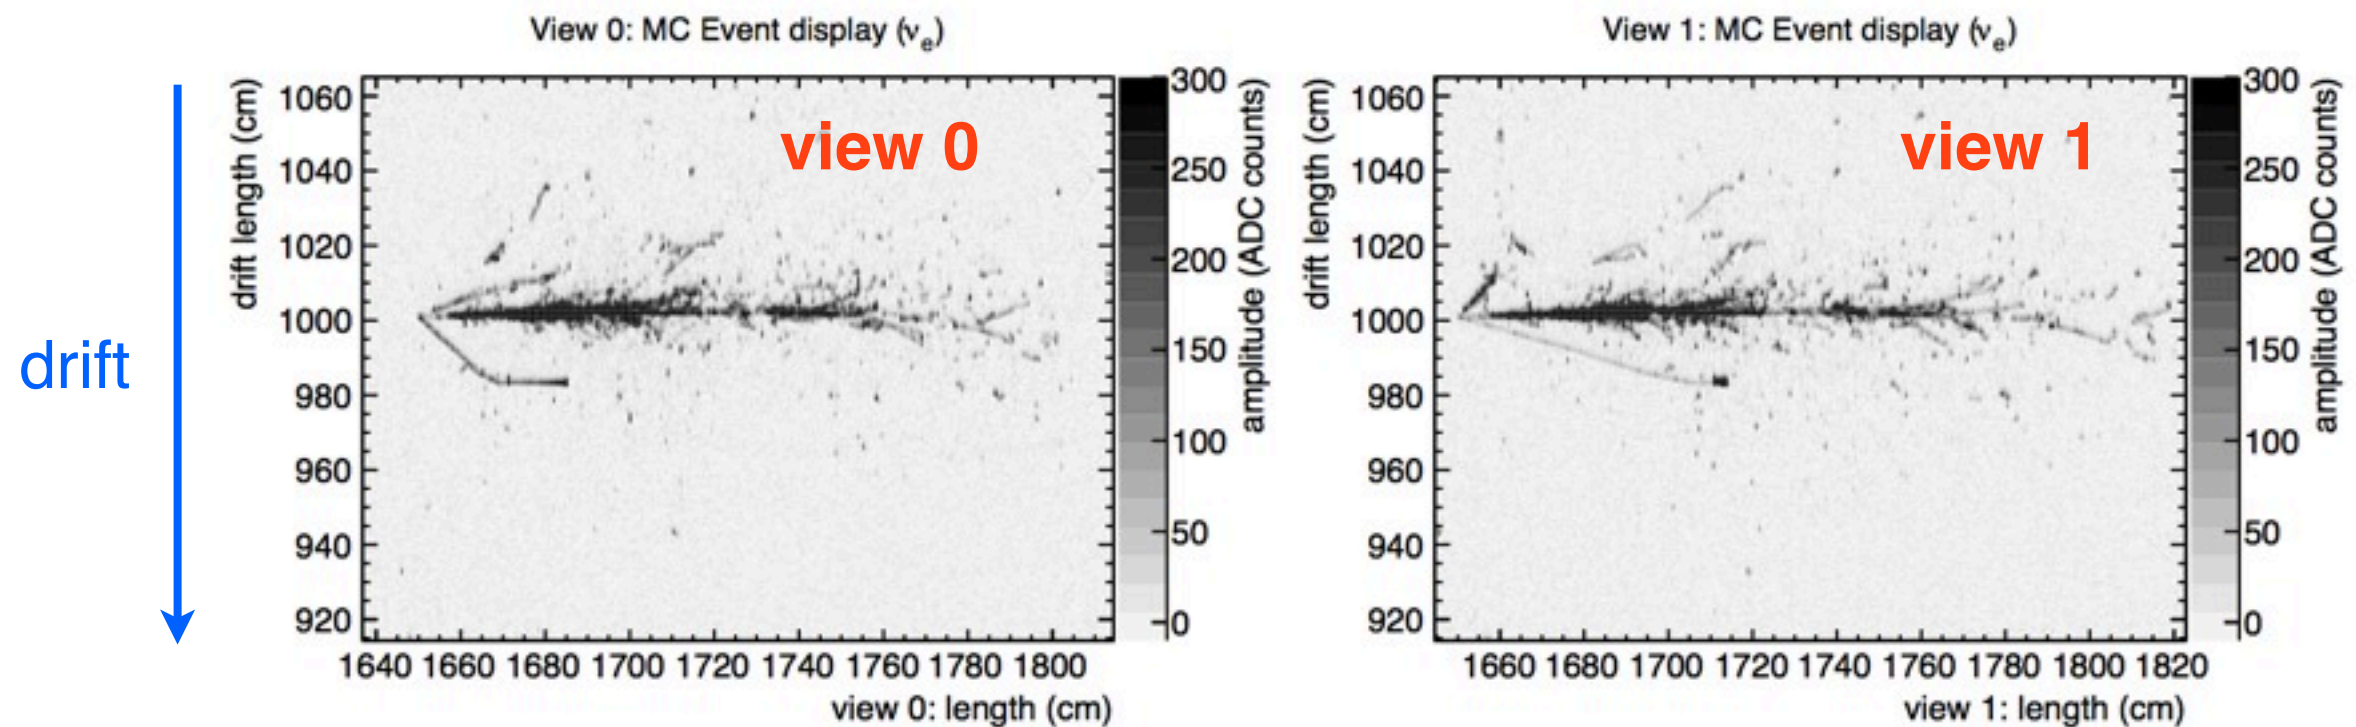 View 0: MC Event display (νe)
view 0
drift length (cm)
1060
1040
1020
1000
980
960
940
920
1640 1660 1680 1700 1720 1740 1760 1780 1800
view 0: length (cm)
300
250
200
150
100
50
0
amplitude (ADC counts)
drift
View 1: MC Event display (νe)
view 1
drift length (cm)
1060
1040
1020
1000
980
960
940
920
1660 1680 1700 1720 1740 1760 1780 1800 1820
view 1: length (cm)
300
250
200
150
100
50
0
amplitude (ADC counts)